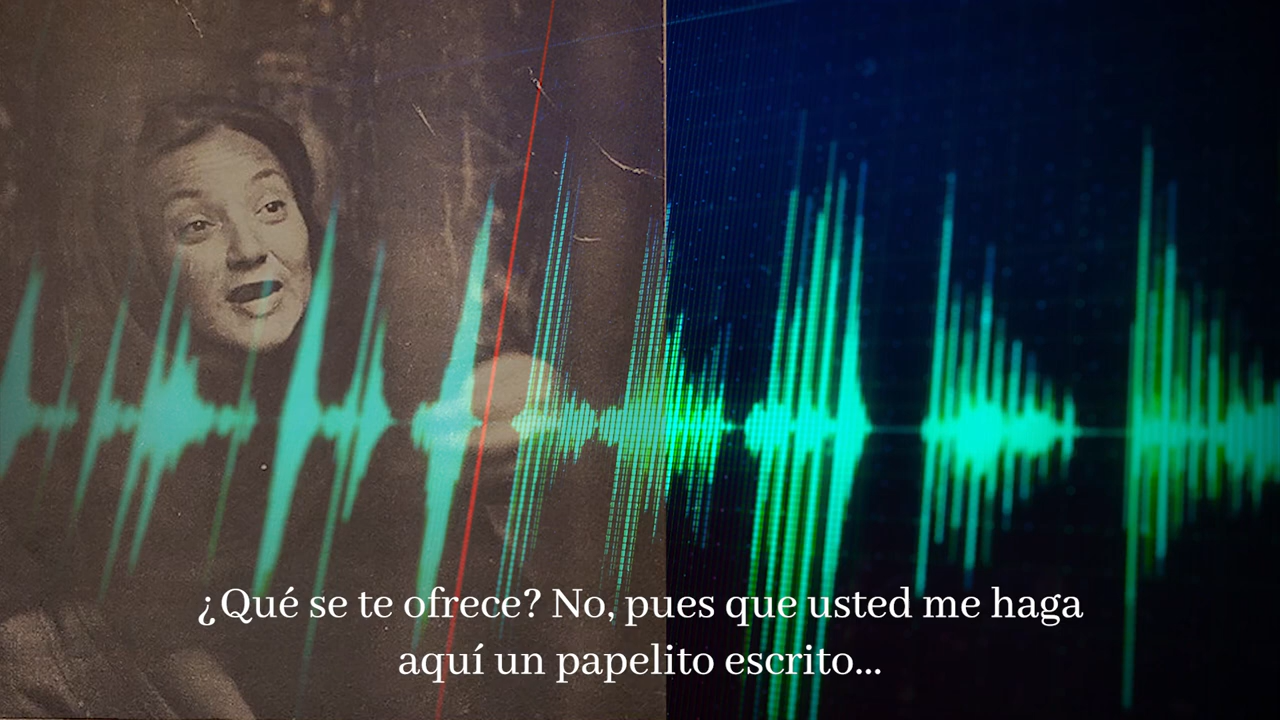 ¿Qué se te ofrece? No, pues que usted me haga
aquí un papelito escrito...